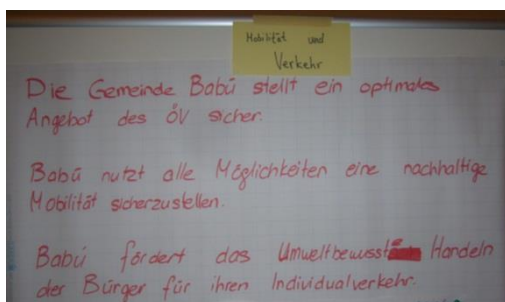 Mobilität und
Verkehr
Die Gemeinde Babü stellt ein optimales
Angebot des ÖV sicher.
Babü nutzt alle Möglichkeiten eine nachhaltige
Mobilität sicherzustellen.
Babü fördert das Umweltbewusst Handeln
der Bürger für ihren Individualverkehr.